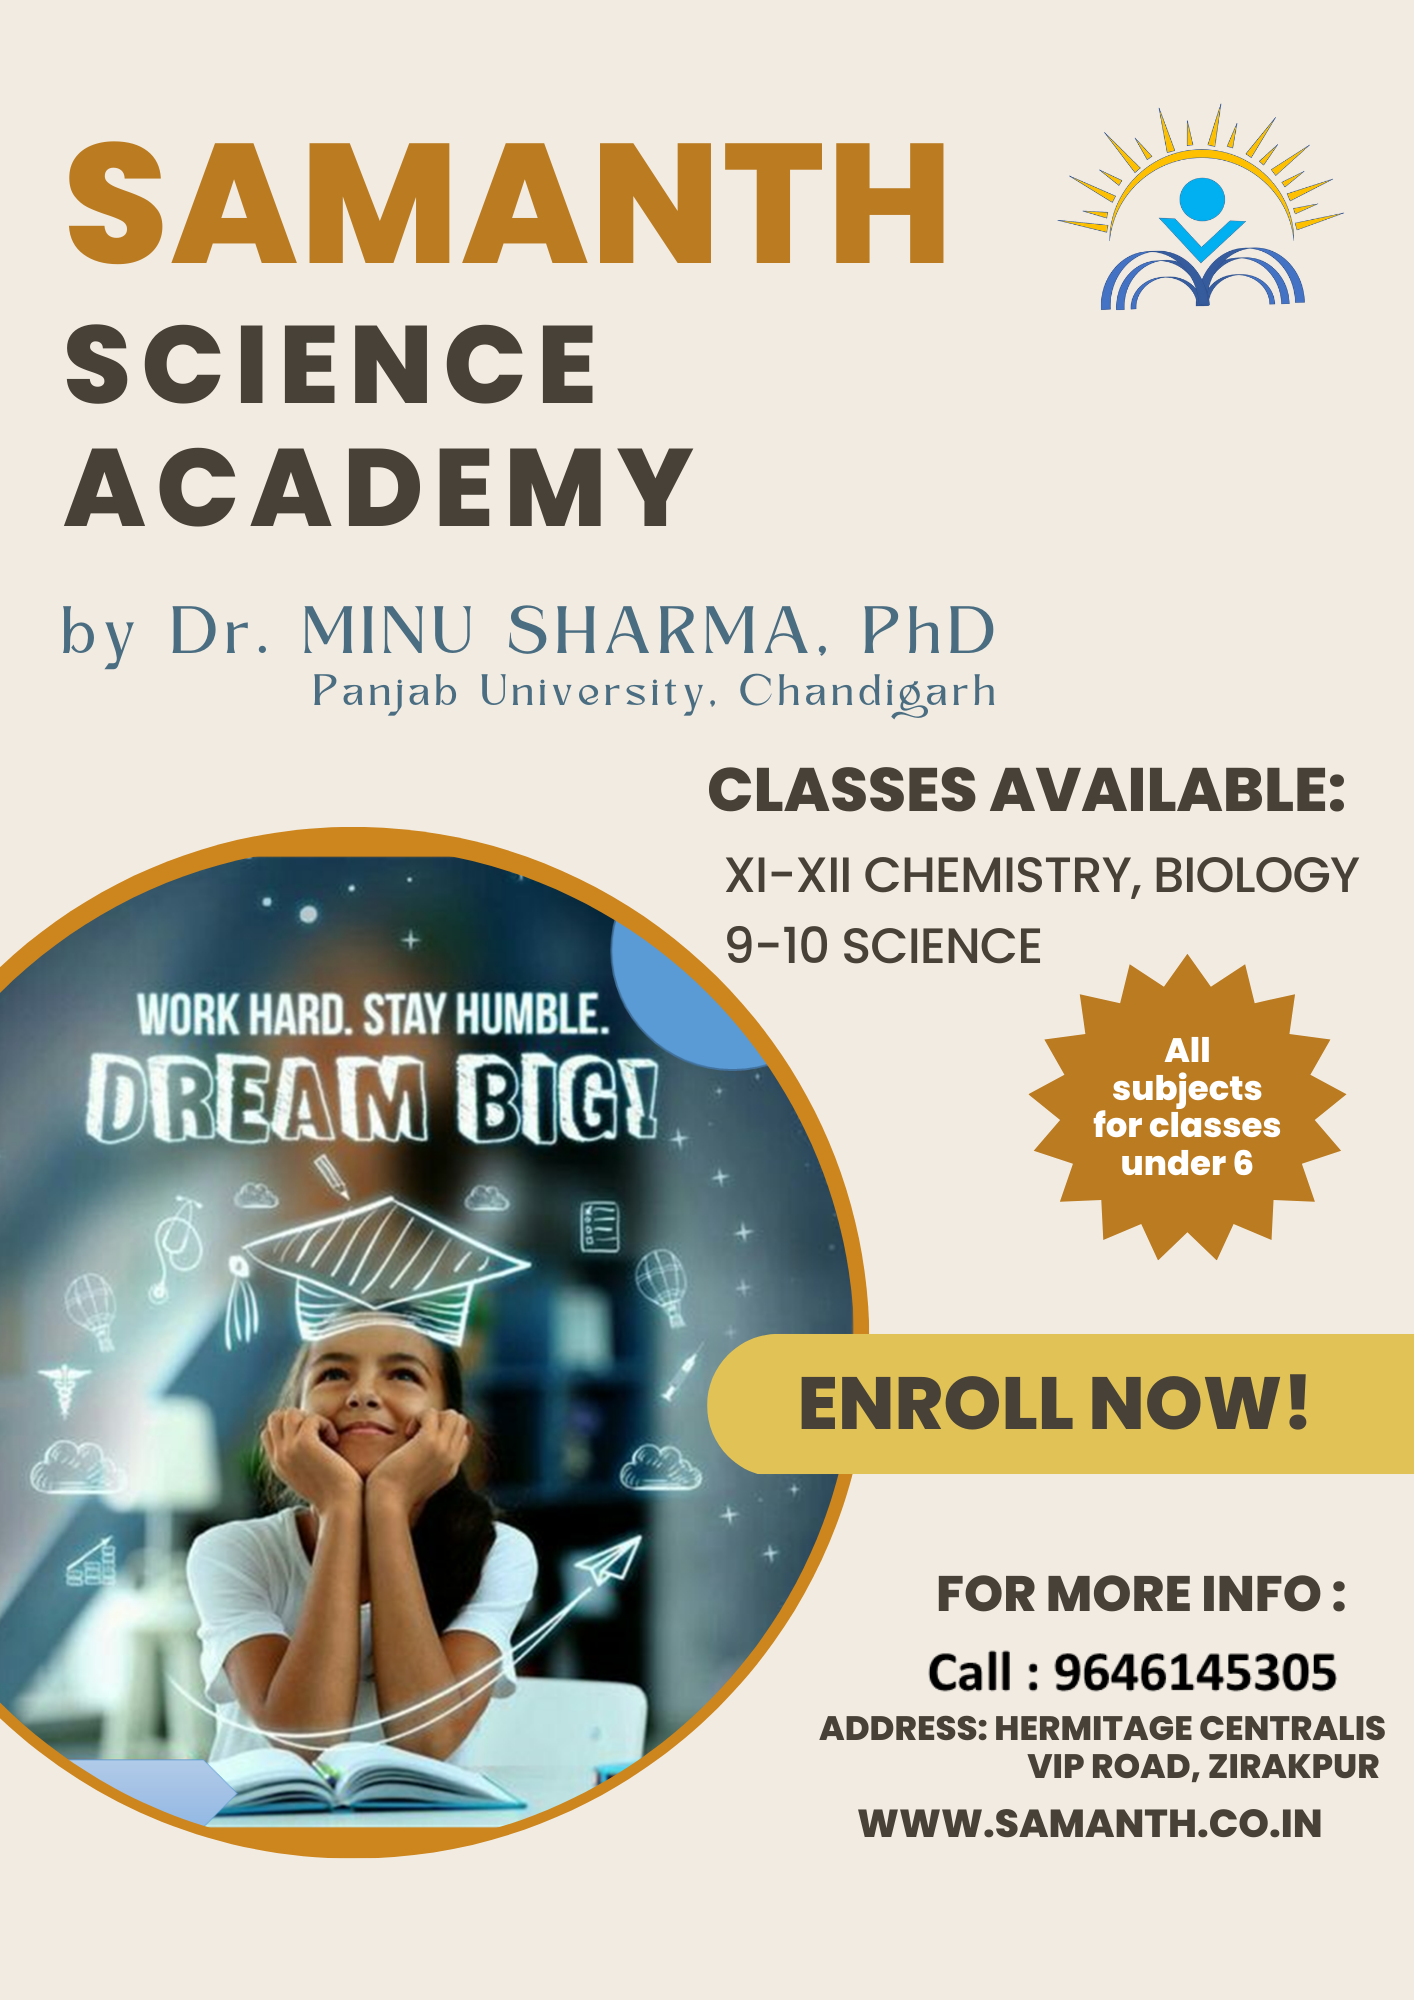 SAMANTH
SCIENCE
ACADEMY
by Dr. MINU SHARMA, PhD
Panjab University, Chandigarh
CLASSES AVAILABLE:
XI-XII CHEMISTRY, BIOLOGY
9-10 SCIENCE
All
subjects
for classes
under 6
WORK HARD. STAY HUMBLE.
DREAM BIG!
ENROLL NOW!
FOR MORE INFO :
Call : 9646145305
ADDRESS: HERMITAGE CENTRALIS
VIP ROAD, ZIRAKPUR
WWW.SAMANTH.CO.IN